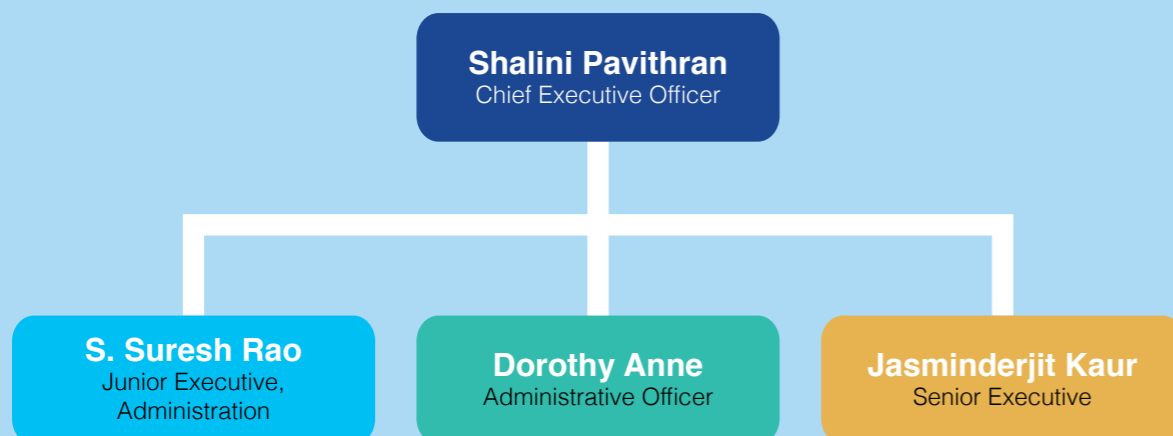 Shalini Pavithran
Chief Executive Officer
S. Suresh Rao
Junior Executive,
Administration
Dorothy Anne
Administrative Officer
Jasminderjit Kaur
Senior Executive